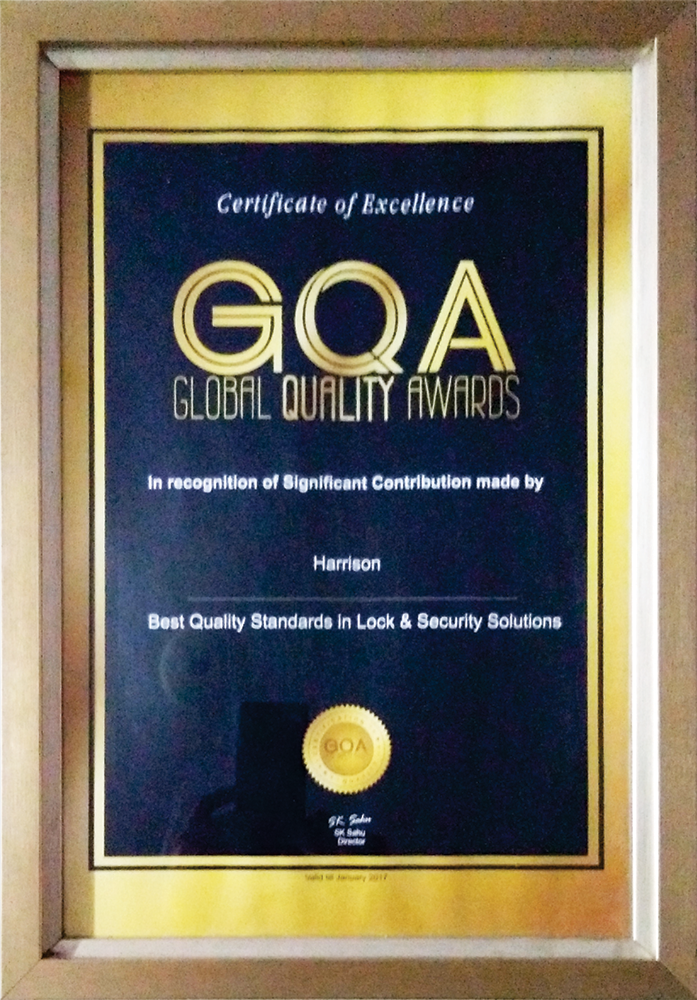 Certificate of Excellence
GQA
GLOBAL QUALITY AWARDS
In recognition of Significant Contribution made by
Harrison
Best Quality Standards in Lock & Security Solutions
GQA
SK Sahu
SK Sahu
Director
Valid till January 2017